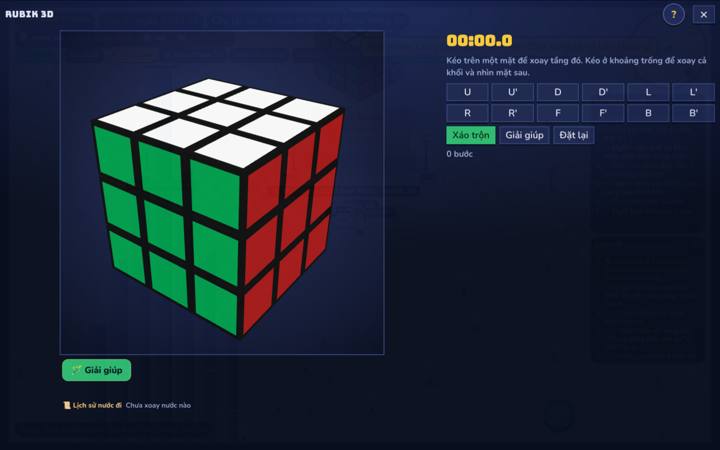 RUBIK 3D
?
×
00:00.0
Kéo trên một mặt để xoay tầng đó. Kéo ở khoảng trống để xoay cả
khối và nhìn mặt sau.
U U' D D' L L'
R R' F F' B B'
Xáo trộn Giải giúp Đặt lại
0 bước
Giải giúp
Lịch sử nước đi Chưa xoay nước nào